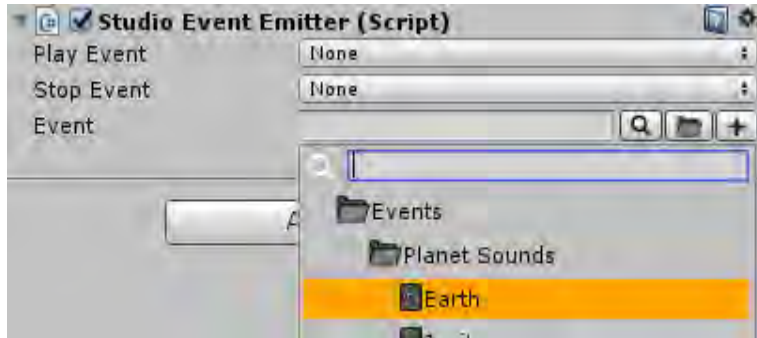 Studio Event Emitter (Script)
Play Event None
Stop Event None
Event
Events
Planet Sounds
Earth